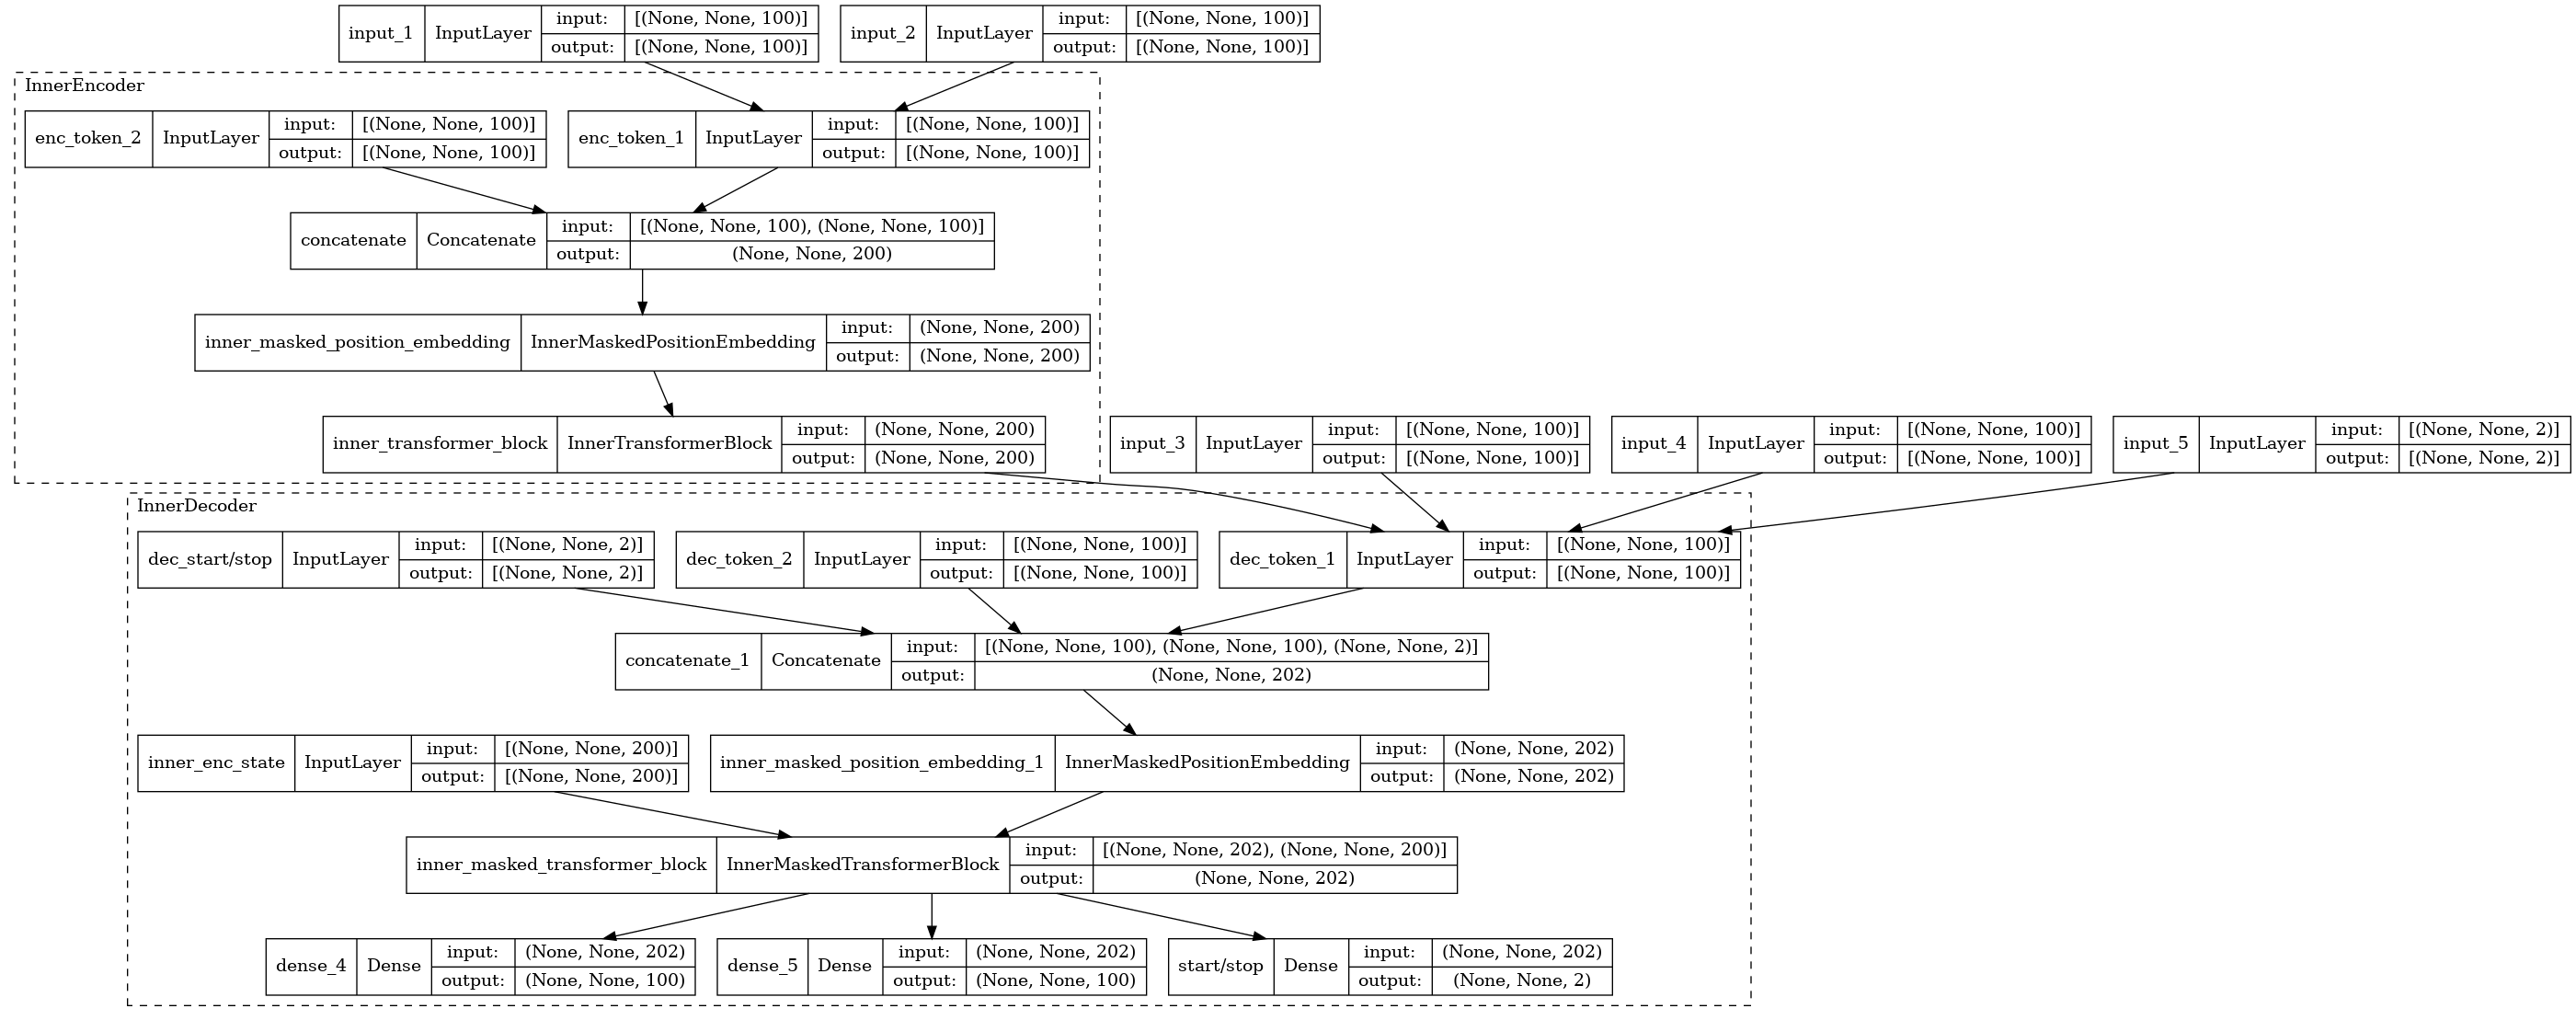 input_1 InputLayer input: [(None, None, 100)]
output: [(None, None, 100)]
input_2 InputLayer input: [(None, None, 100)]
output: [(None, None, 100)]
InnerEncoder
enc_token_2 InputLayer input: [(None, None, 100)]
output: [(None, None, 100)]
enc_token_1 InputLayer input: [(None, None, 100)]
output: [(None, None, 100)]
concatenate Concatenate input: [(None, None, 100), (None, None, 100)]
output: (None, None, 200)
inner_masked_position_embedding InnerMaskedPositionEmbedding input: (None, None, 200)
output: (None, None, 200)
inner_transformer_block InnerTransformerBlock input: (None, None, 200)
output: (None, None, 200)
input_3 InputLayer input: [(None, None, 100)]
output: [(None, None, 100)]
input_4 InputLayer input: [(None, None, 100)]
output: [(None, None, 100)]
input_5 InputLayer input: [(None, None, 2)]
output: [(None, None, 2)]
InnerDecoder
dec_start/stop InputLayer input: [(None, None, 2)]
output: [(None, None, 2)]
dec_token_2 InputLayer input: [(None, None, 100)]
output: [(None, None, 100)]
dec_token_1 InputLayer input: [(None, None, 100)]
output: [(None, None, 100)]
concatenate_1 Concatenate input: [(None, None, 100), (None, None, 100), (None, None, 2)]
output: (None, None, 202)
inner_enc_state InputLayer input: [(None, None, 200)]
output: [(None, None, 200)]
inner_masked_position_embedding_1 InnerMaskedPositionEmbedding input: (None, None, 202)
output: (None, None, 202)
inner_masked_transformer_block InnerMaskedTransformerBlock input: [(None, None, 202), (None, None, 200)]
output: (None, None, 202)
dense_4 Dense input: (None, None, 202)
output: (None, None, 100)
dense_5 Dense input: (None, None, 202)
output: (None, None, 100)
start/stop Dense input: (None, None, 202)
output: (None, None, 2)